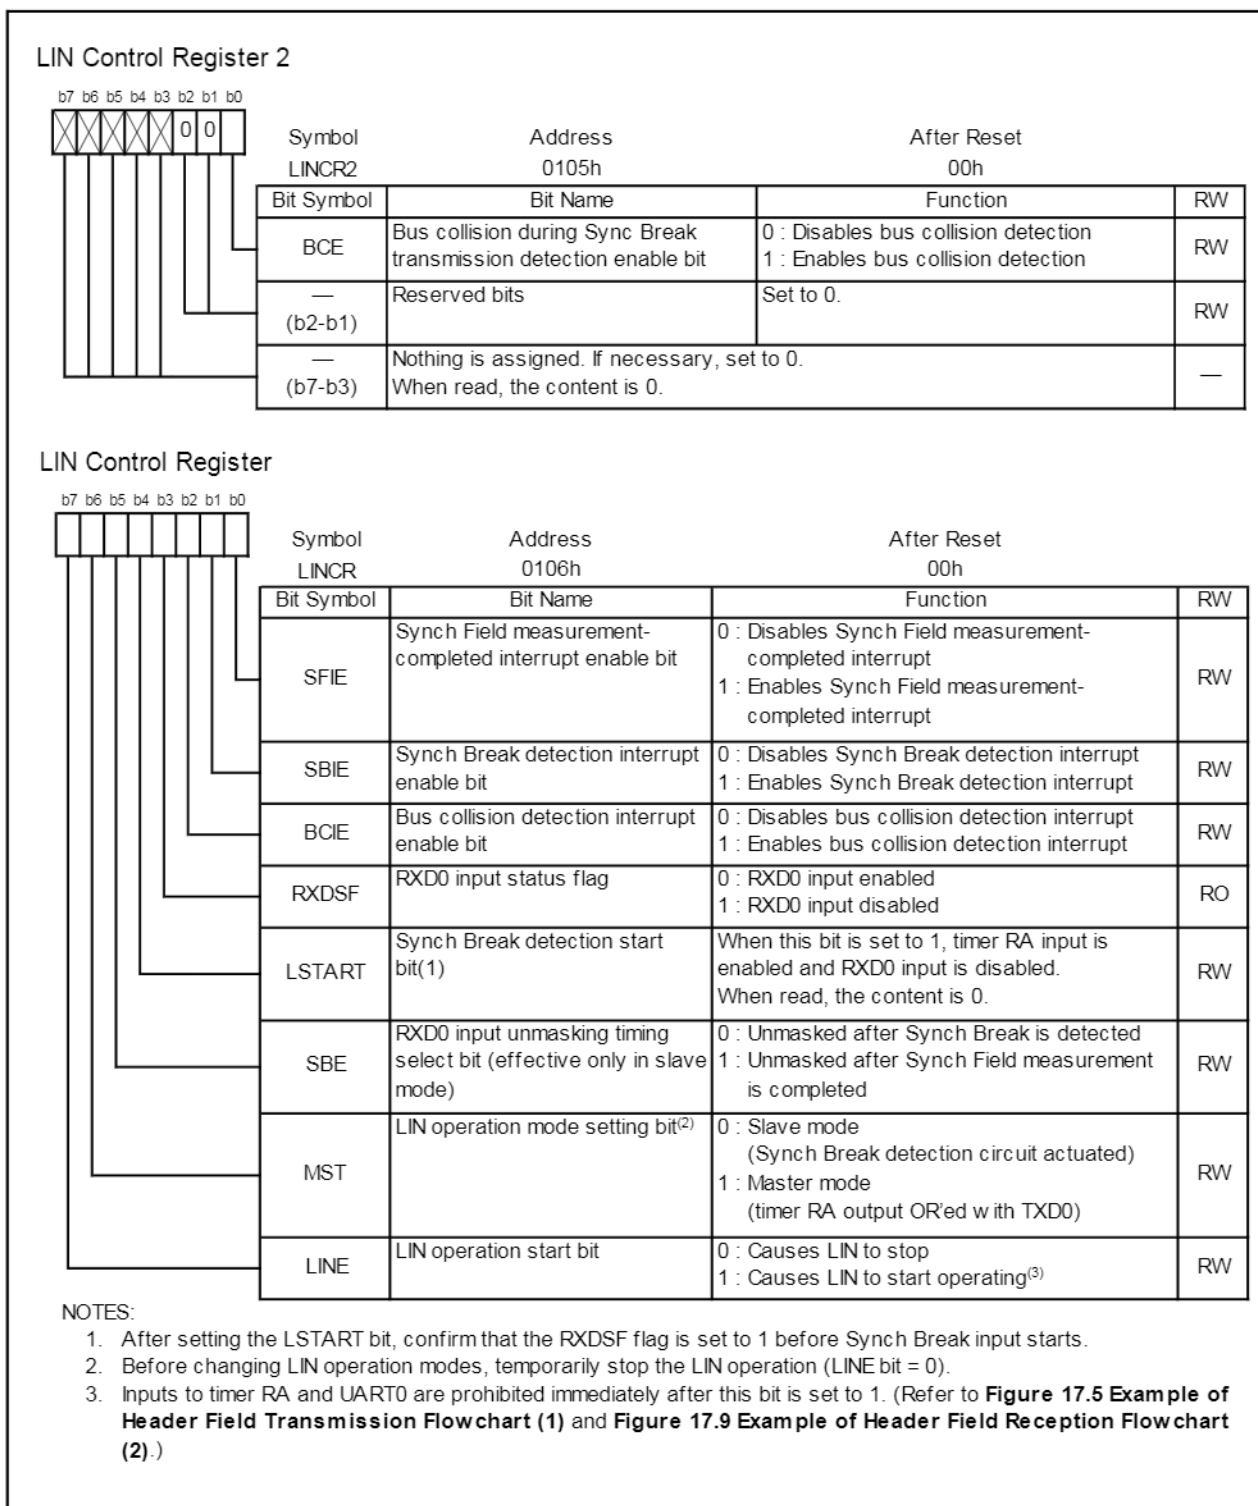 LIN Control Register 2
b7 b6 b5 b4 b3 b2 b1 b0
0 0
Symbol Address After Reset
LINCR2 0105h 00h
Bit Symbol Bit Name Function RW
BCE
Bus collision during Sync Break
transmission detection enable bit
0 : Disables bus collision detection
1 : Enables bus collision detection
RW
—
(b2-b1)
Reserved bits
Set to 0.
RW
—
(b7-b3)
Nothing is assigned. If necessary, set to 0.
When read, the content is 0.
—
LIN Control Register
b7 b6 b5 b4 b3 b2 b1 b0
Symbol Address After Reset
LINCR 0106h 00h
Bit Symbol Bit Name Function RW
SFIE
Synch Field measurement-
completed interrupt enable bit
0 : Disables Synch Field measurement-
completed interrupt
1 : Enables Synch Field measurement-
completed interrupt
RW
SBIE
Synch Break detection interrupt
enable bit
0 : Disables Synch Break detection interrupt
1 : Enables Synch Break detection interrupt
RW
BCIE
Bus collision detection interrupt
enable bit
0 : Disables bus collision detection interrupt
1 : Enables bus collision detection interrupt
RW
RXDSF
RXD0 input status flag
0 : RXD0 input enabled
1 : RXD0 input disabled
RO
LSTART
Synch Break detection start
bit(1)
When this bit is set to 1, timer RA input is
enabled and RXD0 input is disabled.
When read, the content is 0.
RW
SBE
RXD0 input unmasking timing
select bit (effective only in slave
mode)
0 : Unmasked after Synch Break is detected
1 : Unmasked after Synch Field measurement
is completed
RW
MST
LIN operation mode setting bit(2)
0 : Slave mode
(Synch Break detection circuit actuated)
1 : Master mode
(timer RA output OR'ed with TXD0)
RW
LINE
LIN operation start bit
0 : Causes LIN to stop
1 : Causes LIN to start operating(3)
RW
NOTES:
1. After setting the LSTART bit, confirm that the RXDSF flag is set to 1 before Synch Break input starts.
2. Before changing LIN operation modes, temporarily stop the LIN operation (LINE bit = 0).
3. Inputs to timer RA and UART0 are prohibited immediately after this bit is set to 1. (Refer to Figure 17.5 Example of
Header Field Transmission Flowchart (1) and Figure 17.9 Example of Header Field Reception Flowchart
(2).)